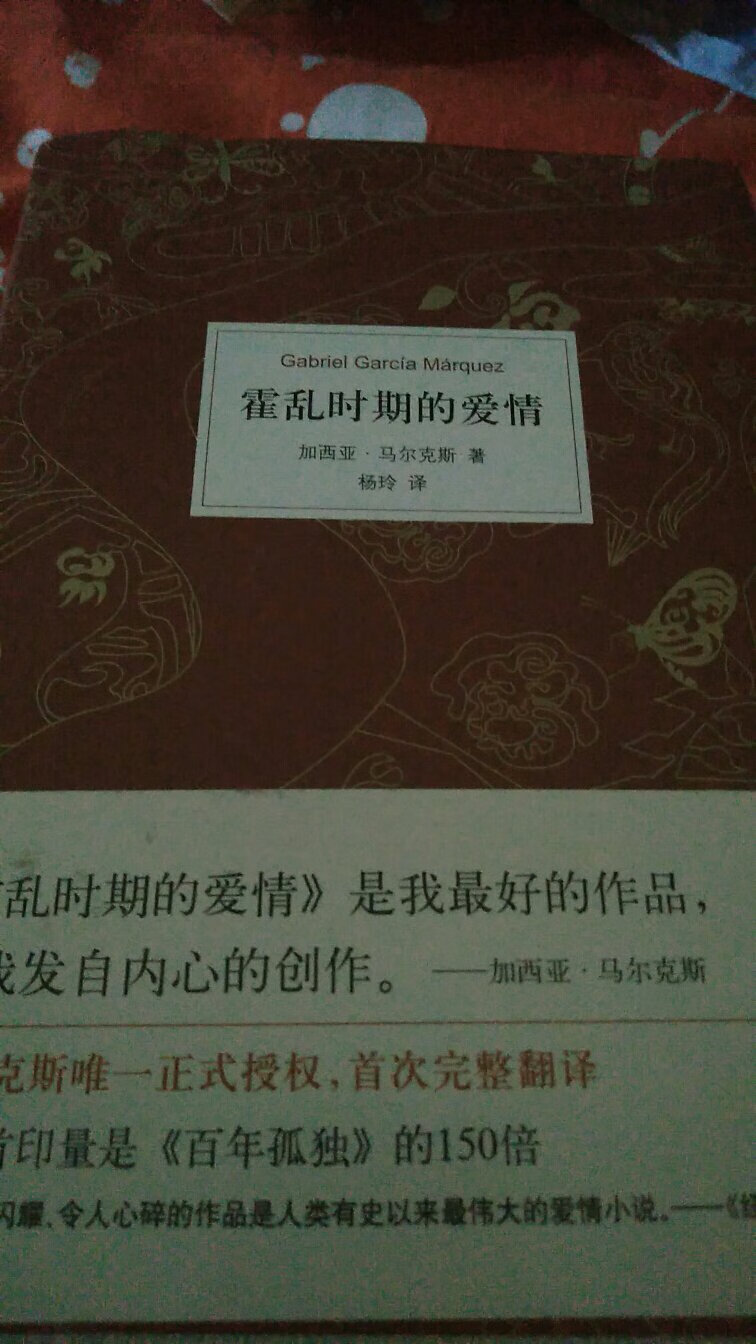 Gabriel García Márquez
霍乱时期的爱情
加西亚·马尔克斯 著
杨玲 译
乱时期的爱情》是我最好的作品，
我发自内心的创作。——加西亚·马尔克斯
克斯唯一正式授权，首次完整翻译
首印量是《百年孤独》的150倍
闪耀、令人心碎的作品是人类有史以来最伟大的爱情小说。——《